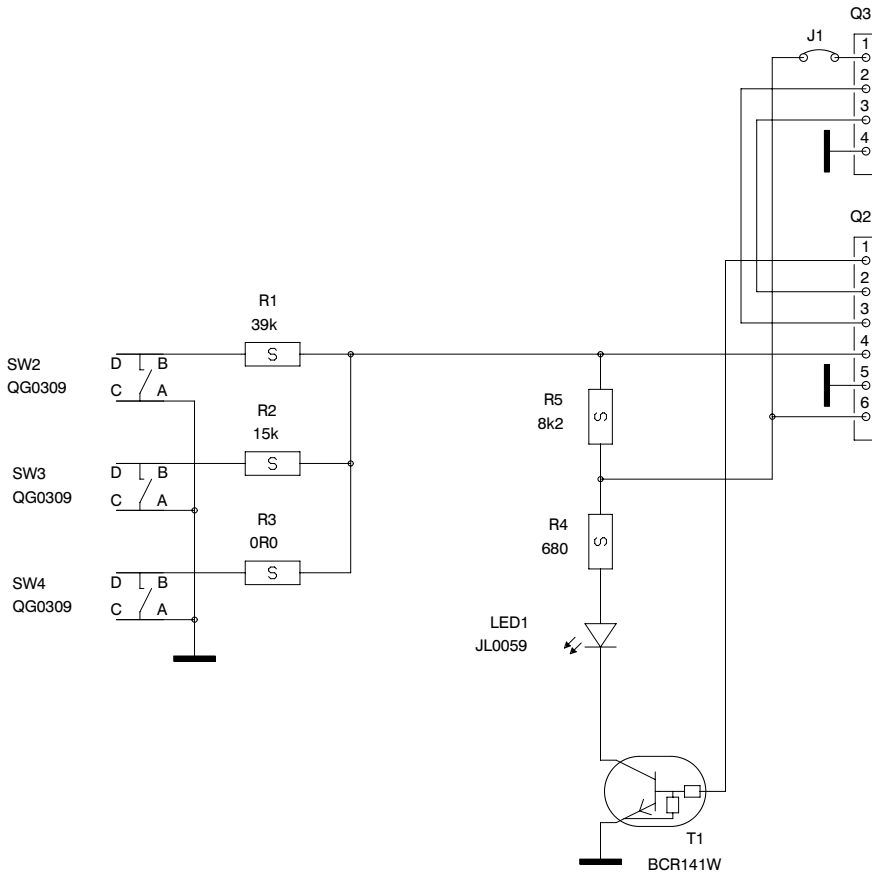 Q3
J1
1
2
3
4
Q2
1
2
3
4
5
6
R1
39k
S
SW2
QG0309
D B
C A
R2
15k
S
SW3
QG0309
D B
C A
R3
0R0
S
SW4
QG0309
D B
C A
R5
8k2
S
R4
680
S
LED1
JL0059
T1
BCR141W